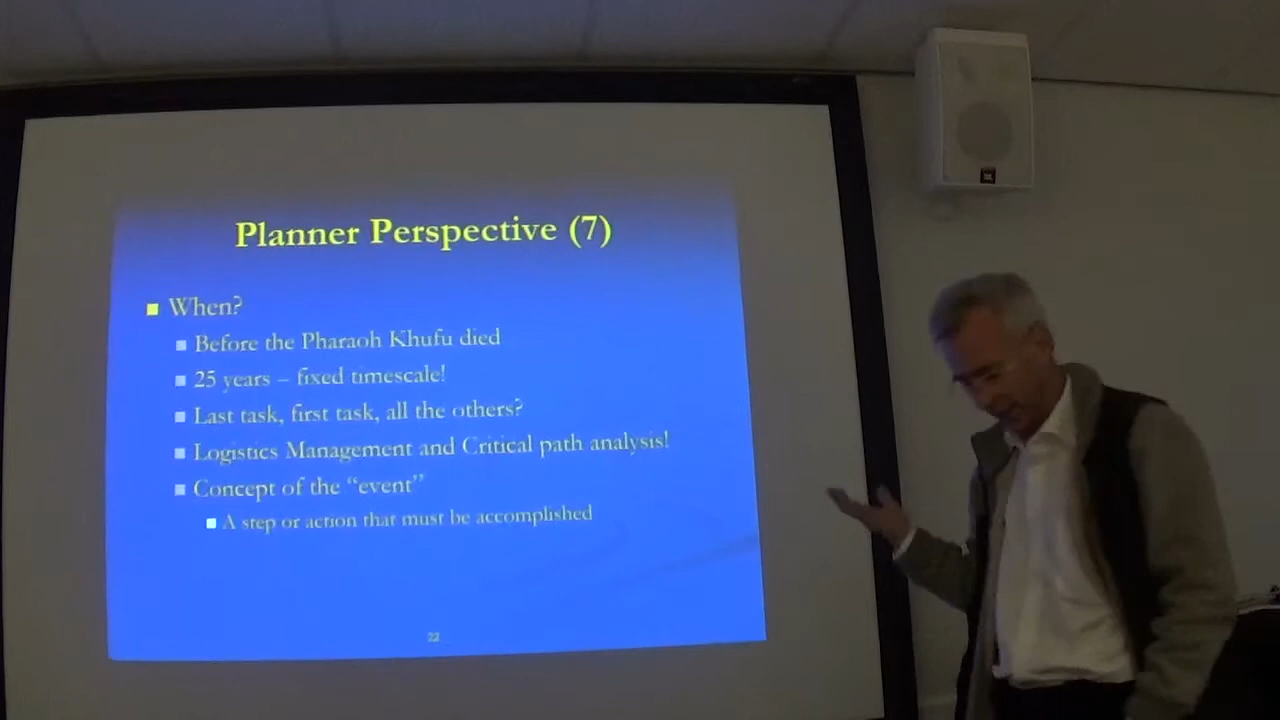 Planner Perspective (7)
When?
Before the Pharaoh Khufu died
25 years – fixed timescale!
Last task, first task, all the others?
Logistics Management and Critical path analysis!
Concept of the “event”
A step or action that must be accomplished
22
JBL